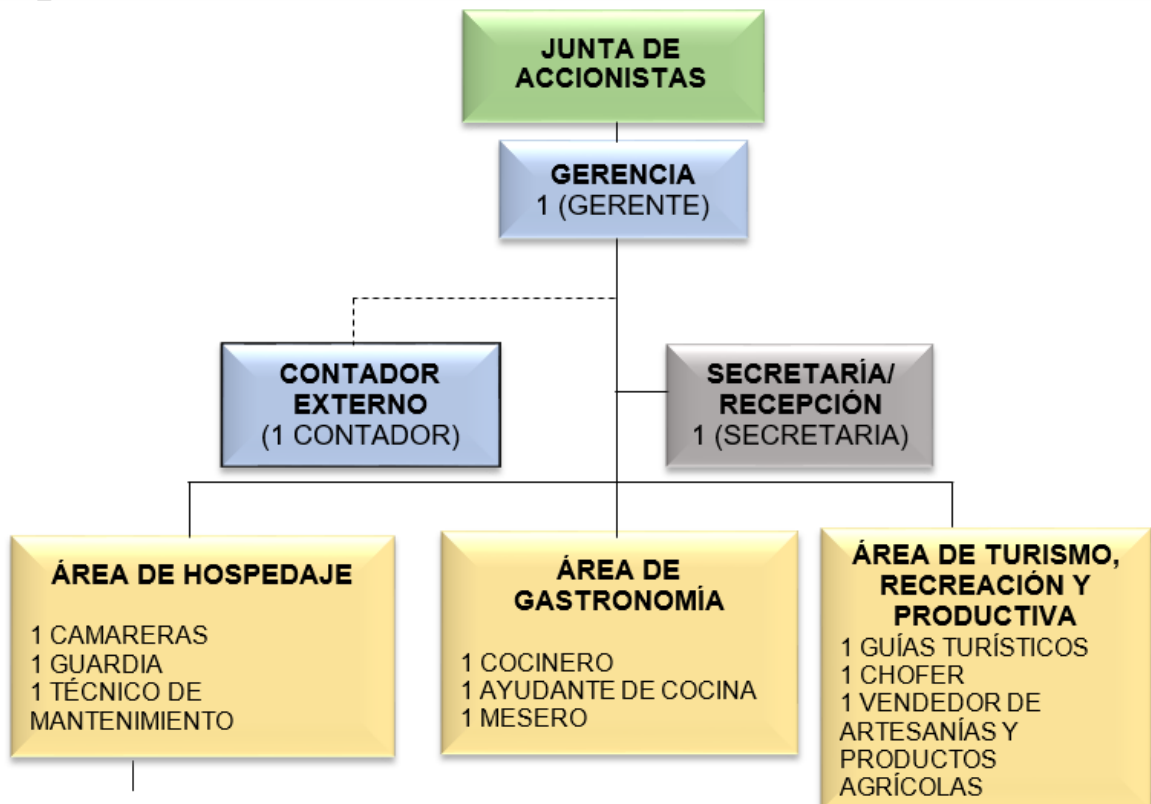 JUNTA DE
ACCIONISTAS
GERENCIA
1 (GERENTE)
CONTADOR
EXTERNO
(1 CONTADOR)
SECRETARÍA/
RECEPCIÓN
1 (SECRETARIA)
ÁREA DE HOSPEDAJE
1 CAMARERAS
1 GUARDIA
1 TÉCNICO DE
MANTENIMIENTO
ÁREA DE
GASTRONOMÍA
1 COCINERO
1 AYUDANTE DE COCINA
1 MESERO
ÁREA DE TURISMO,
RECREACIÓN Y
PRODUCTIVA
1 GUÍAS TURÍSTICOS
1 CHOFER
1 VENDEDOR DE
ARTESANÍAS Y
PRODUCTOS
AGRÍCOLAS